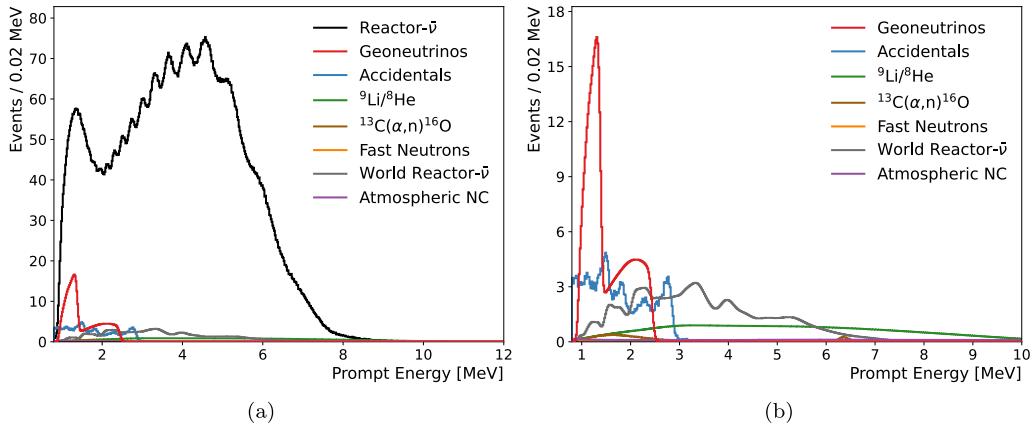 Events / 0.02 MeV
80
70
60
50
40
30
20
10
0
2
4
6
8
10
12
Prompt Energy [MeV]
Reactor-ν̄
Geoneutrinos
Accidentals
⁹Li/⁸He
¹³C(α,n)¹⁶O
Fast Neutrons
World Reactor-ν̄
Atmospheric NC
(a)
Events / 0.02 MeV
18
15
12
9
6
3
0
1
2
3
4
5
6
7
8
9
10
Prompt Energy [MeV]
Geoneutrinos
Accidentals
⁹Li/⁸He
¹³C(α,n)¹⁶O
Fast Neutrons
World Reactor-ν̄
Atmospheric NC
(b)